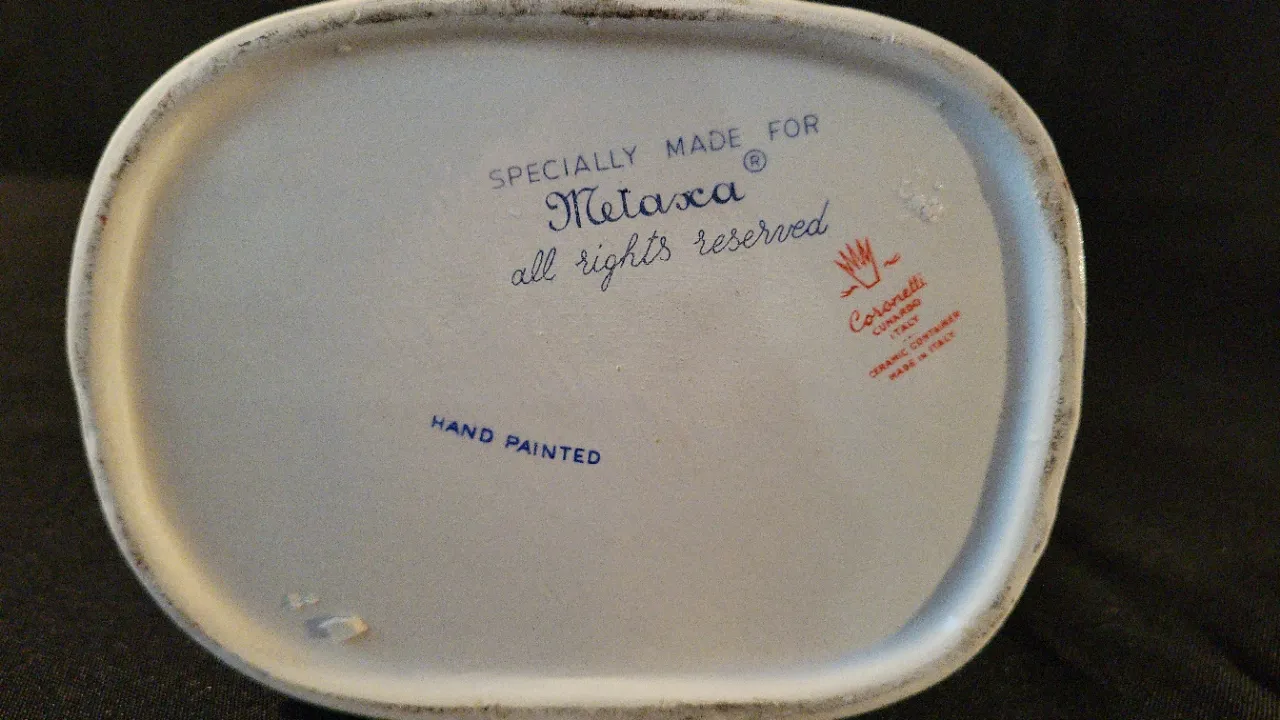 SPECIALLY MADE FOR
Metaxa ®
all rights reserved
Coronetti
CUNARDO
ITALY
CERAMIC CONTAINER
MADE IN ITALY
HAND PAINTED